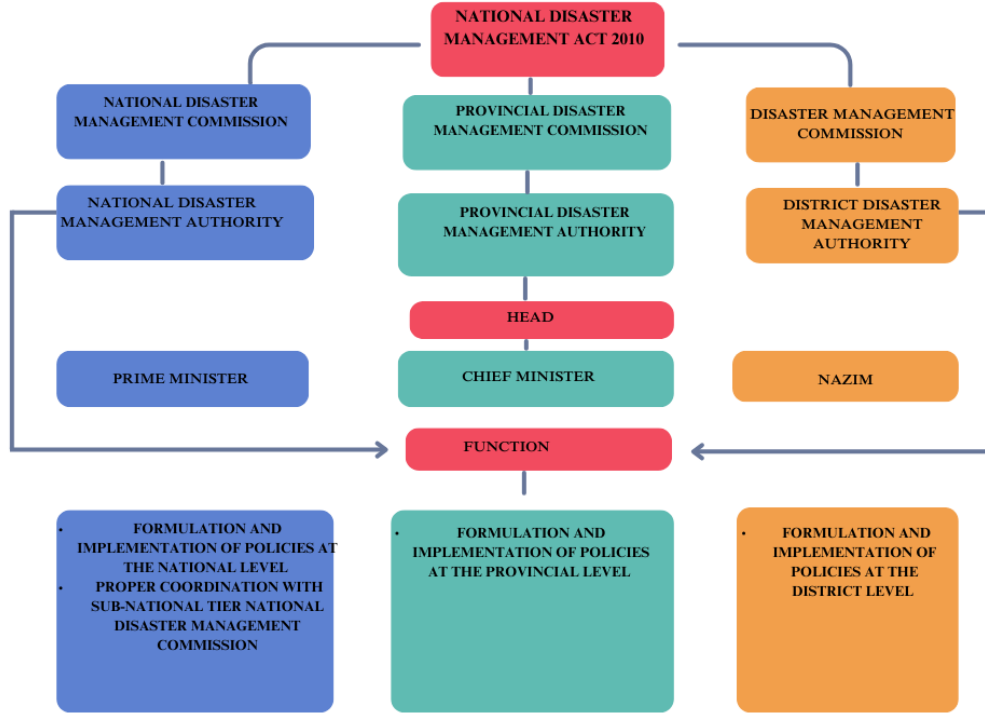 NATIONAL DISASTER
MANAGEMENT ACT 2010
NATIONAL DISASTER
MANAGEMENT COMMISSION
PROVINCIAL DISASTER
MANAGEMENT COMMISSION
DISASTER MANAGEMENT
COMMISSION
NATIONAL DISASTER
MANAGEMENT AUTHORITY
PROVINCIAL DISASTER
MANAGEMENT AUTHORITY
DISTRICT DISASTER
MANAGEMENT
AUTHORITY
HEAD
PRIME MINISTER
CHIEF MINISTER
NAZIM
FUNCTION
• FORMULATION AND
IMPLEMENTATION OF POLICIES AT
THE NATIONAL LEVEL
• PROPER COORDINATION WITH
SUB-NATIONAL TIER NATIONAL
DISASTER MANAGEMENT
COMMISSION
• FORMULATION AND
IMPLEMENTATION OF POLICIES
AT THE PROVINCIAL LEVEL
• FORMULATION AND
IMPLEMENTATION OF
POLICIES AT THE
DISTRICT LEVEL